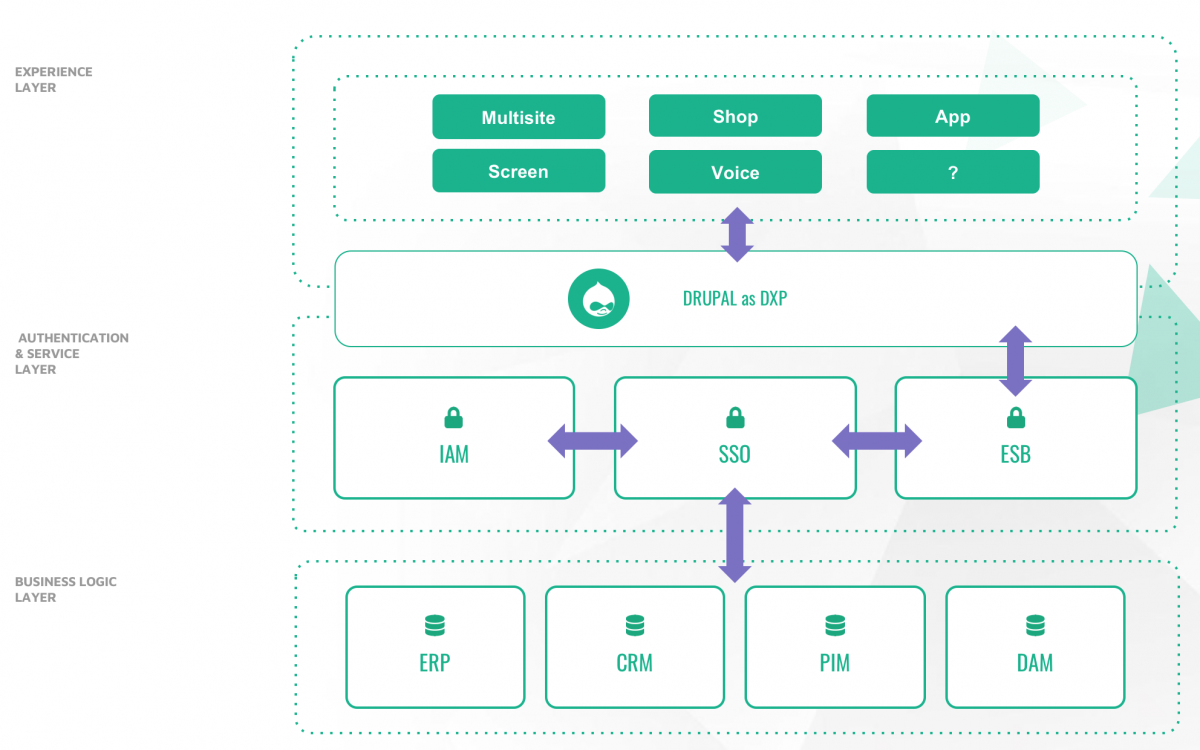 EXPERIENCE
LAYER
Multisite
Shop
App
Screen
Voice
?
DRUPAL as DXP
AUTHENTICATION
& SERVICE
LAYER
IAM
SSO
ESB
BUSINESS LOGIC
LAYER
ERP
CRM
PIM
DAM